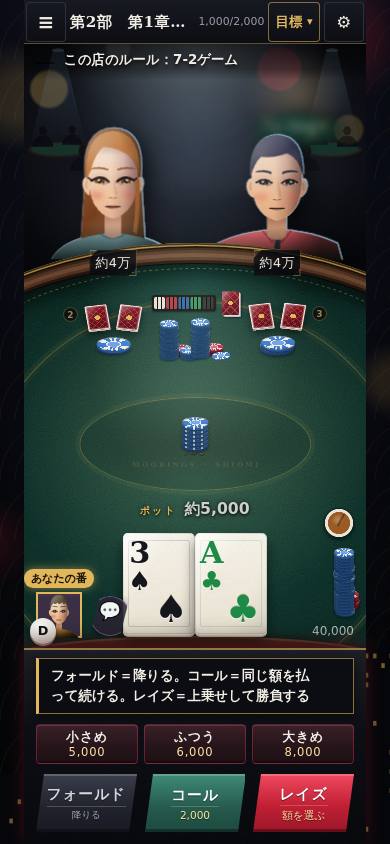 第2部　第1章…
1,000/2,000
目標 ▾
この店のルール：7-2ゲーム
約4万
約4万
2
3
MOORINGS · SHIOMI
ポット 約5,000
3
A
あなたの番
D
40,000
フォールド＝降りる。コール＝同じ額を払
って続ける。レイズ＝上乗せして勝負する
小さめ
5,000
ふつう
6,000
大きめ
8,000
フォールド
降りる
コール
2,000
レイズ
額を選ぶ